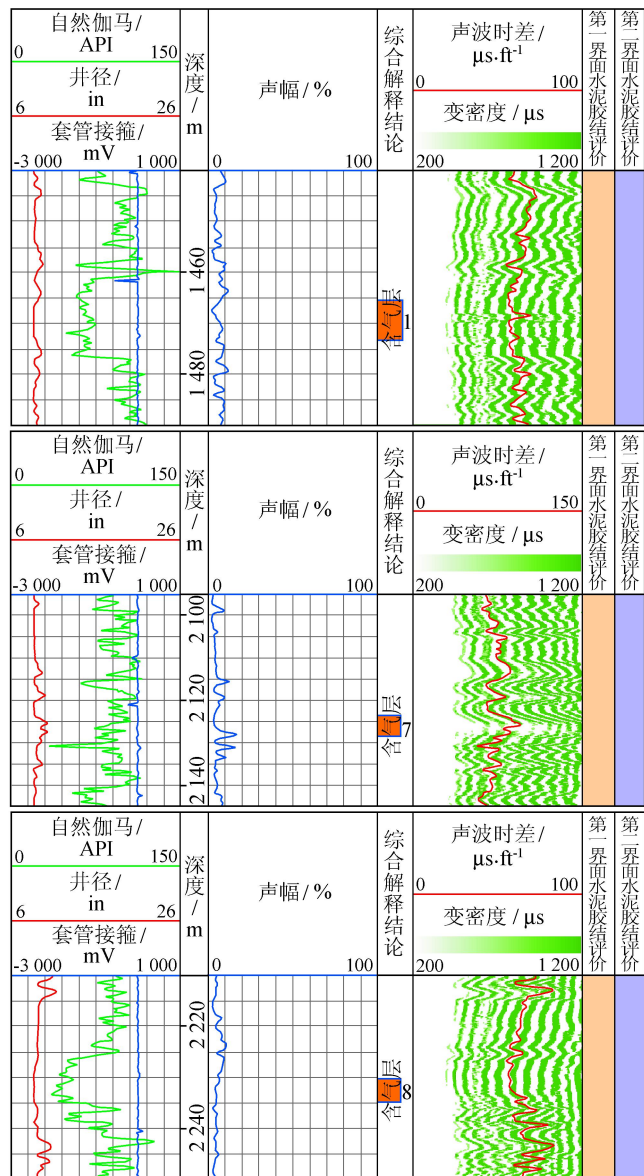 自然伽马/
API
0 150
井径/
in
6 26
套管接箍/
mV
-3 000 1 000
深度/m
声幅/%
0 100
综合解释结论
声波时差/
μs·ft-1
0 100
变密度/μs
200 1 200
第一界面水泥胶结评价
第二界面水泥胶结评价
1 460
1 480
含气层
1
自然伽马/
API
0 150
井径/
in
6 26
套管接箍/
mV
-3 000 1 000
深度/m
声幅/%
0 100
综合解释结论
声波时差/
μs·ft-1
0 150
变密度/μs
200 1 200
第一界面水泥胶结评价
第二界面水泥胶结评价
2 100
2 120
2 140
含气层
7
自然伽马/
API
0 150
井径/
in
6 26
套管接箍/
mV
-3 000 1 000
深度/m
声幅/%
0 100
综合解释结论
声波时差/
μs·ft-1
0 100
变密度/μs
200 1 200
第一界面水泥胶结评价
第二界面水泥胶结评价
2 220
2 240
含气层
8